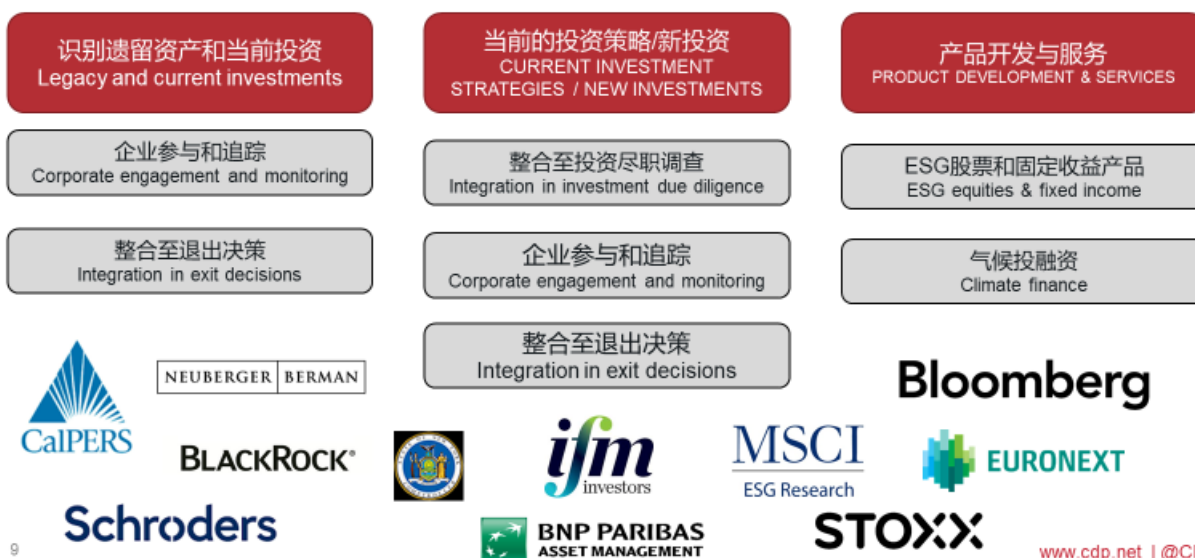 识别遗留资产和当前投资
Legacy and current investments
企业参与和追踪
Corporate engagement and monitoring
整合至退出决策
Integration in exit decisions
当前的投资策略/新投资
CURRENT INVESTMENT
STRATEGIES / NEW INVESTMENTS
整合至投资尽职调查
Integration in investment due diligence
企业参与和追踪
Corporate engagement and monitoring
整合至退出决策
Integration in exit decisions
产品开发与服务
PRODUCT DEVELOPMENT & SERVICES
ESG股票和固定收益产品
ESG equities & fixed income
气候投融资
Climate finance
CalPERS
NEUBERGER BERMAN
BLACKROCK®
Schroders
ifm
investors
BNP PARIBAS
ASSET MANAGEMENT
MSCI
ESG Research
Bloomberg
EURONEXT
STOXX
9
www.cdp.net | @C